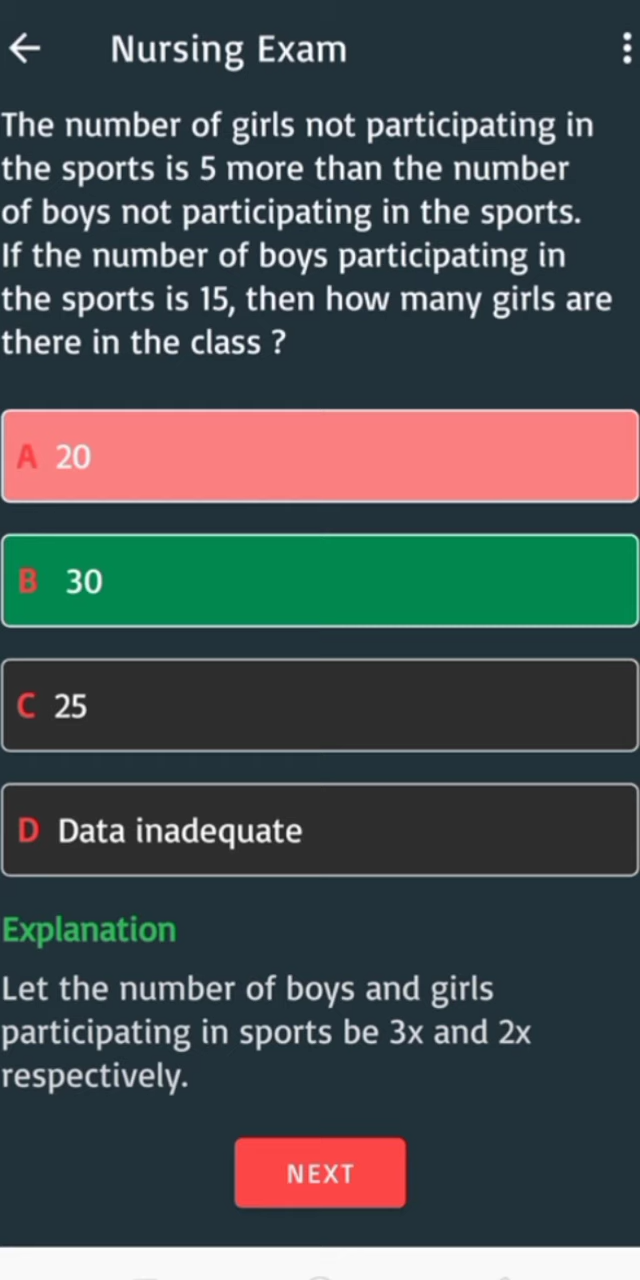 Nursing Exam
The number of girls not participating in
the sports is 5 more than the number
of boys not participating in the sports.
If the number of boys participating in
the sports is 15, then how many girls are
there in the class ?
A 20
B 30
C 25
D Data inadequate
Explanation
Let the number of boys and girls
participating in sports be 3x and 2x
respectively.
NEXT